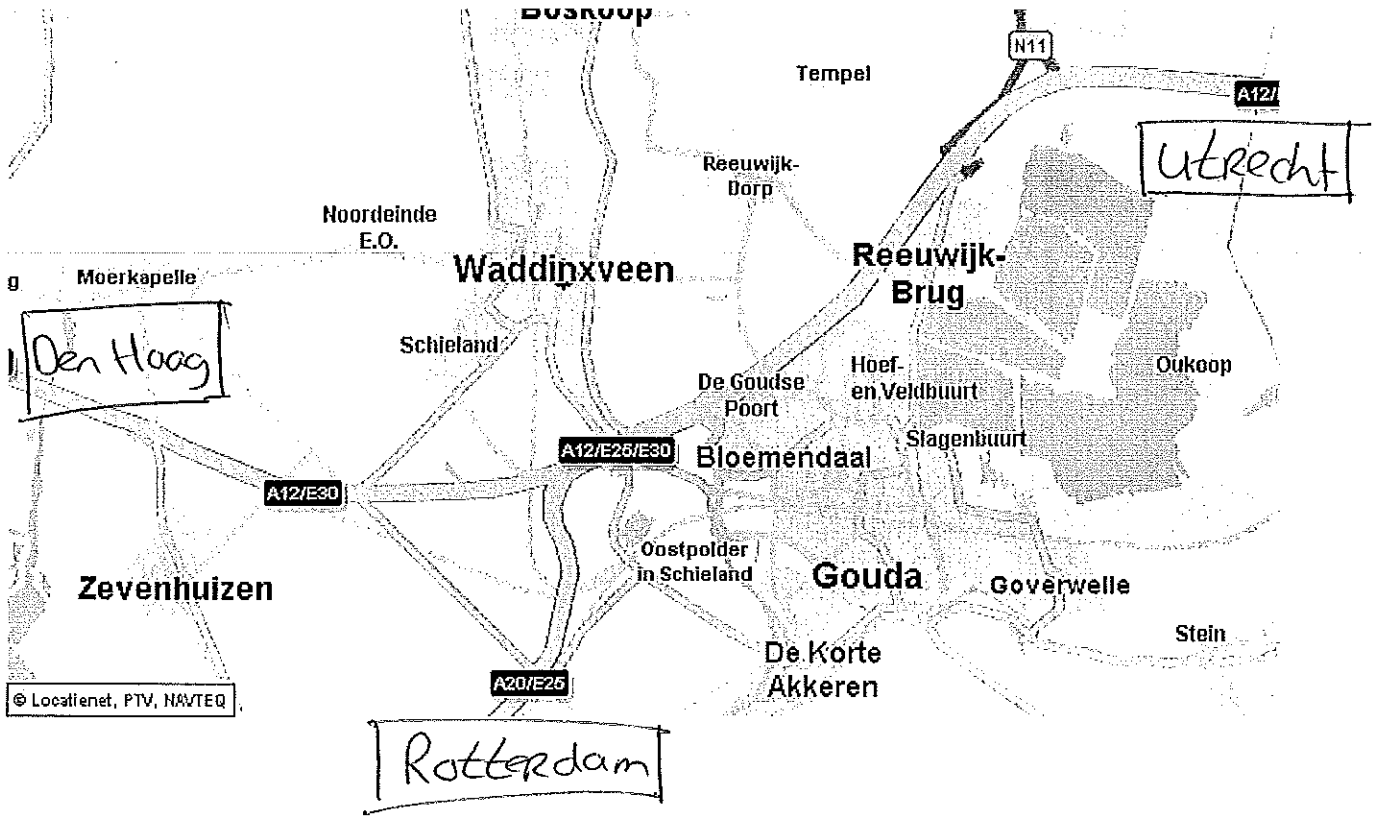 Boskoop
N11
Tempel
A12/
Utrecht
Reeuwijk-
Dorp
Noordeinde
E.O.
Waddinxveen
Reeuwijk-
Brug
g
Moerkapelle
Den Haag
Schieland
De Goudse
Poort
Hoef-
en Veldbuurt
Oukoop
A12/E25/E30
Bloemendaal
Slagenbuurt
A12/E30
Oostpolder
in Schieland
Gouda
Goverwelle
Zevenhuizen
Stein
De Korte
Akkeren
A20/E25
© Locatienet, PTV, NAVTEQ
Rotterdam